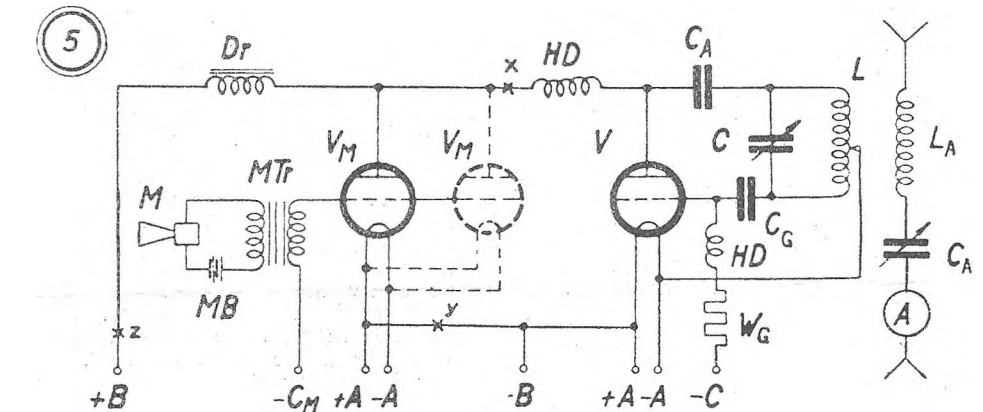 5
Dr
x
HD
C_A
L
V_M
V_M
V
C
L_A
M
MTr
C_G
HD
C_A
MB
z
y
W_G
A
+B
-C_M
+A
-A
-B
+A
-A
-C